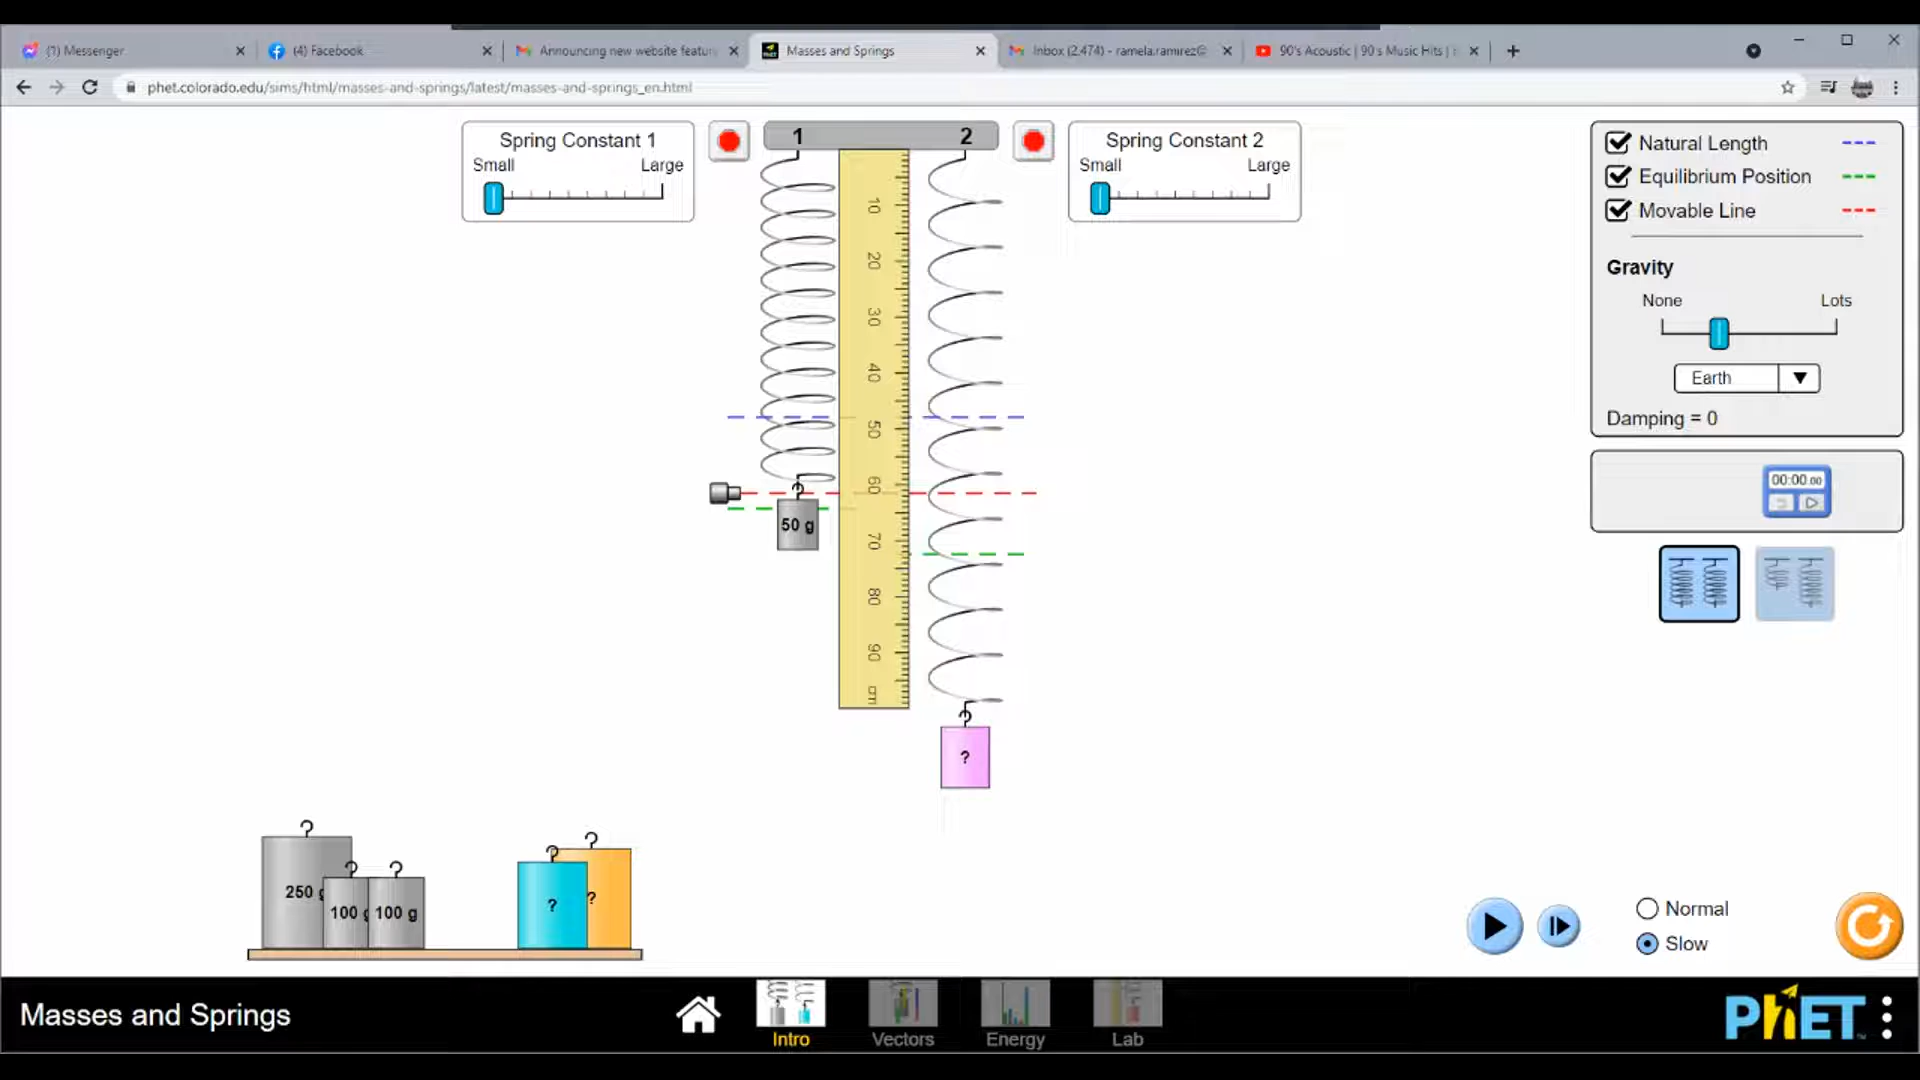 (1) Messenger
(4) Facebook
Announcing new website featur
Masses and Springs
Inbox (2,474) - ramela.ramirez@
90's Acoustic | 90's Music Hits |
phet.colorado.edu/sims/html/masses-and-springs/latest/masses-and-springs_en.html
Spring Constant 1
Small Large
1 2
Spring Constant 2
Small Large
Natural Length
Equilibrium Position
Movable Line
Gravity
None Lots
Earth
Damping = 0
10
20
30
40
50
60
70
80
90
cm
50 g
?
00:00.00
250 g
100 g
100 g
?
?
Normal
Slow
Masses and Springs
Intro
Vectors
Energy
Lab
PhET